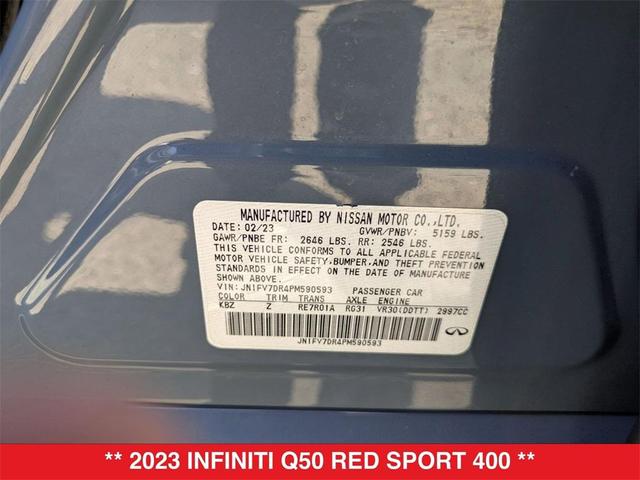 MANUFACTURED BY NISSAN MOTOR CO.,LTD.
DATE: 02/23 GVWR/PNBV: 5159 LBS.
GAWR/PNBE FR: 2646 LBS. RR: 2546 LBS.
THIS VEHICLE CONFORMS TO ALL APPLICABLE FEDERAL
MOTOR VEHICLE SAFETY,BUMPER,AND THEFT PREVENTION
STANDARDS IN EFFECT ON THE DATE OF MANUFACTURE
SHOWN ABOVE.
VIN: JN1FV7DR4PM590593 PASSENGER CAR
COLOR TRIM TRANS AXLE ENGINE
KBZ Z RE7R01A RG31 VR30(DDTT) 2997CC
JN1FV7DR4PM590593
** 2023 INFINITI Q50 RED SPORT 400 **